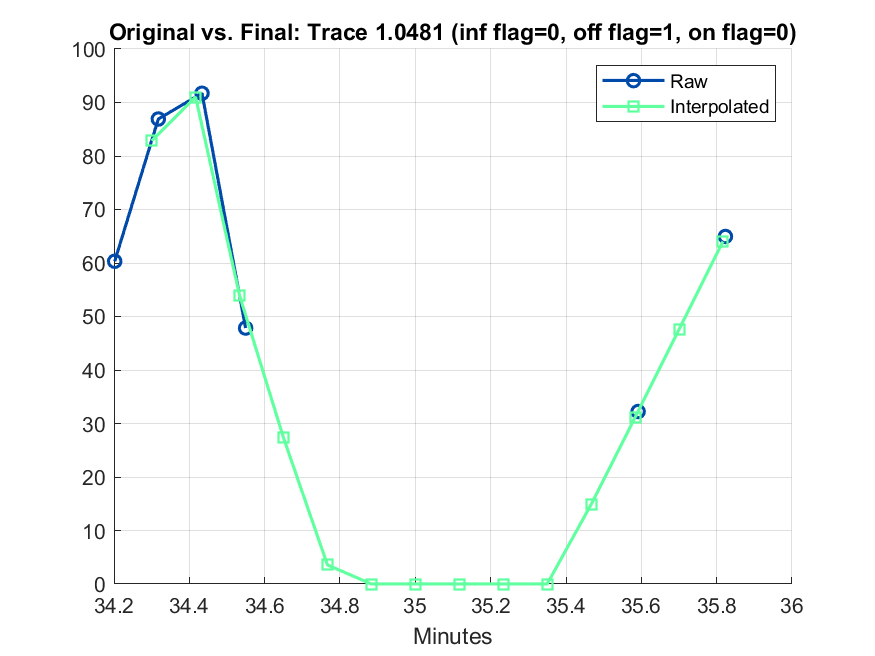 Original vs. Final: Trace 1.0481 (inf flag=0, off flag=1, on flag=0)
100
90
80
70
60
50
40
30
20
10
0
Raw
Interpolated
34.2 34.4 34.6 34.8 35 35.2 35.4 35.6 35.8 36
Minutes